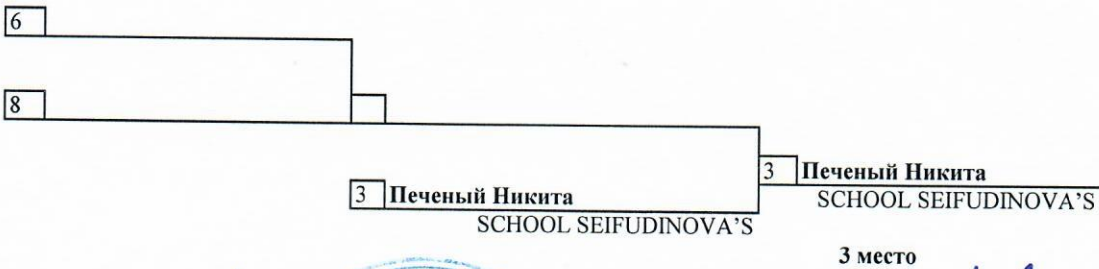 6
8
3 Печеный Никита
SCHOOL SEIFUDINOVA'S
3 Печеный Никита
SCHOOL SEIFUDINOVA'S
3 место